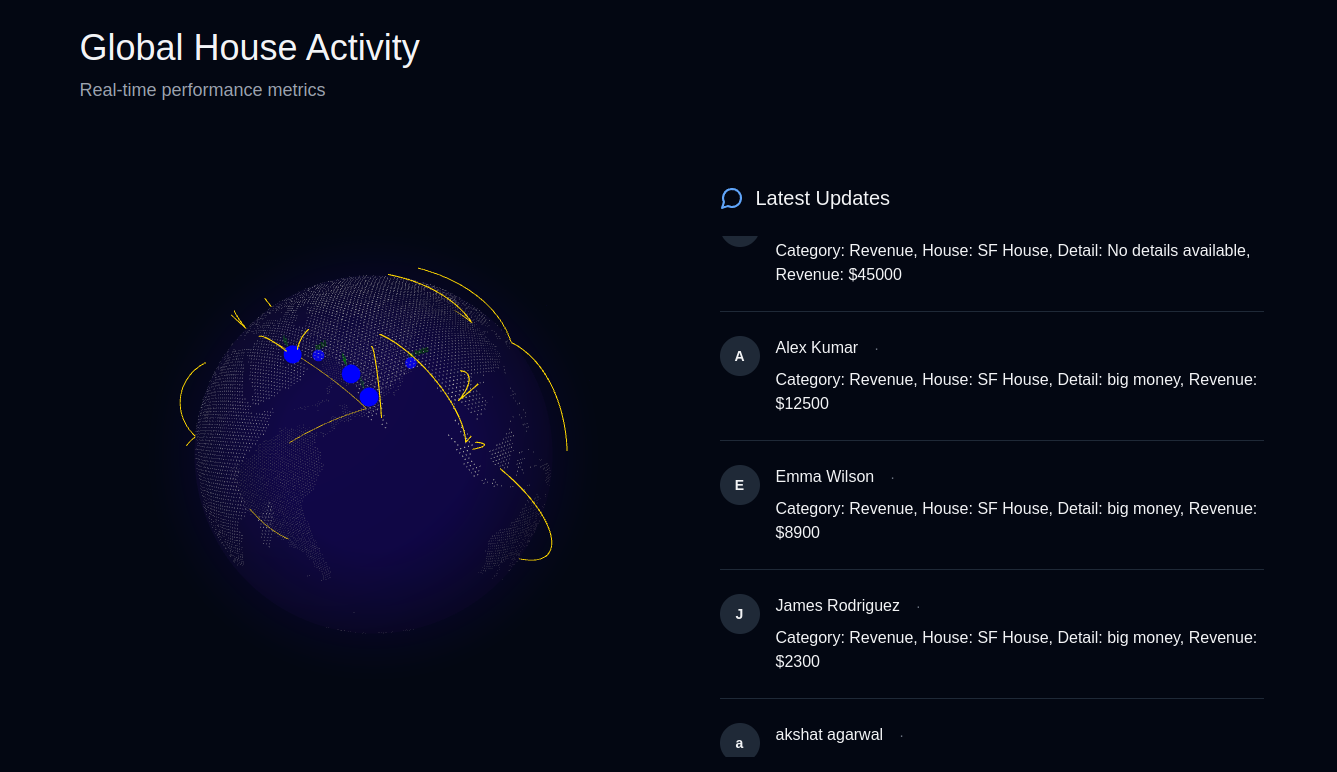 Global House Activity
Real-time performance metrics
Latest Updates
Category: Revenue, House: SF House, Detail: No details available,
Revenue: $45000
A
Alex Kumar ·
Category: Revenue, House: SF House, Detail: big money, Revenue:
$12500
E
Emma Wilson ·
Category: Revenue, House: SF House, Detail: big money, Revenue:
$8900
J
James Rodriguez ·
Category: Revenue, House: SF House, Detail: big money, Revenue:
$2300
a
akshat agarwal ·